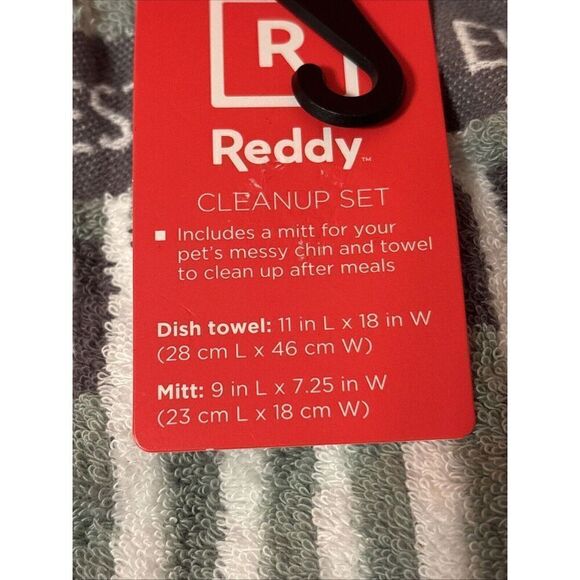 R
Reddy™
CLEANUP SET
▪ Includes a mitt for your
pet's messy chin and towel
to clean up after meals
Dish towel: 11 in L x 18 in W
(28 cm L x 46 cm W)
Mitt: 9 in L x 7.25 in W
(23 cm L x 18 cm W)